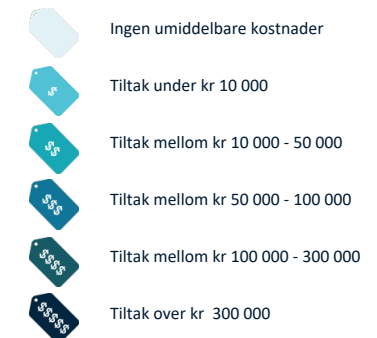 Ingen umiddelbare kostnader
$ Tiltak under kr 10 000
$$ Tiltak mellom kr 10 000 - 50 000
$$$ Tiltak mellom kr 50 000 - 100 000
$$$$ Tiltak mellom kr 100 000 - 300 000
$$$$$ Tiltak over kr  300 000